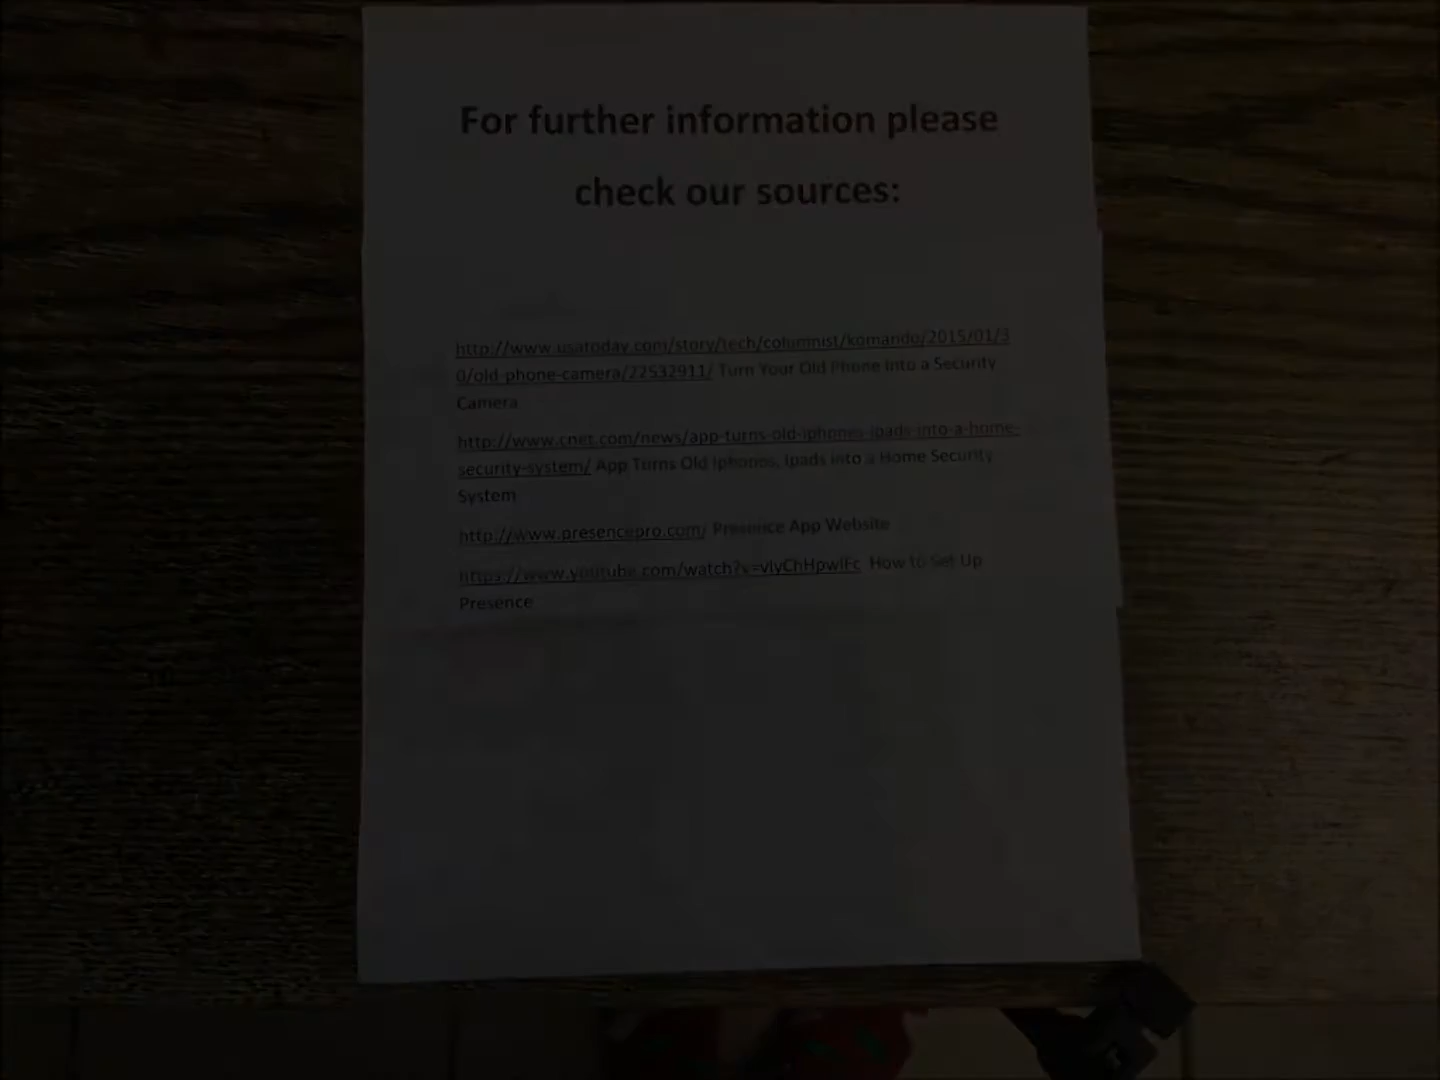 For further information please
check our sources:
http://www.usatoday.com/story/tech/columnist/komando/2015/01/3
0/old-phone-camera/22532911/ Turn Your Old Phone into a Security
Camera
http://www.cnet.com/news/app-turns-old-iphones-ipads-into-a-home-
security-system/ App Turns Old Iphones, Ipads into a Home Security
System
http://www.presencepro.com/ Presence App Website
How to Set Up
Presence